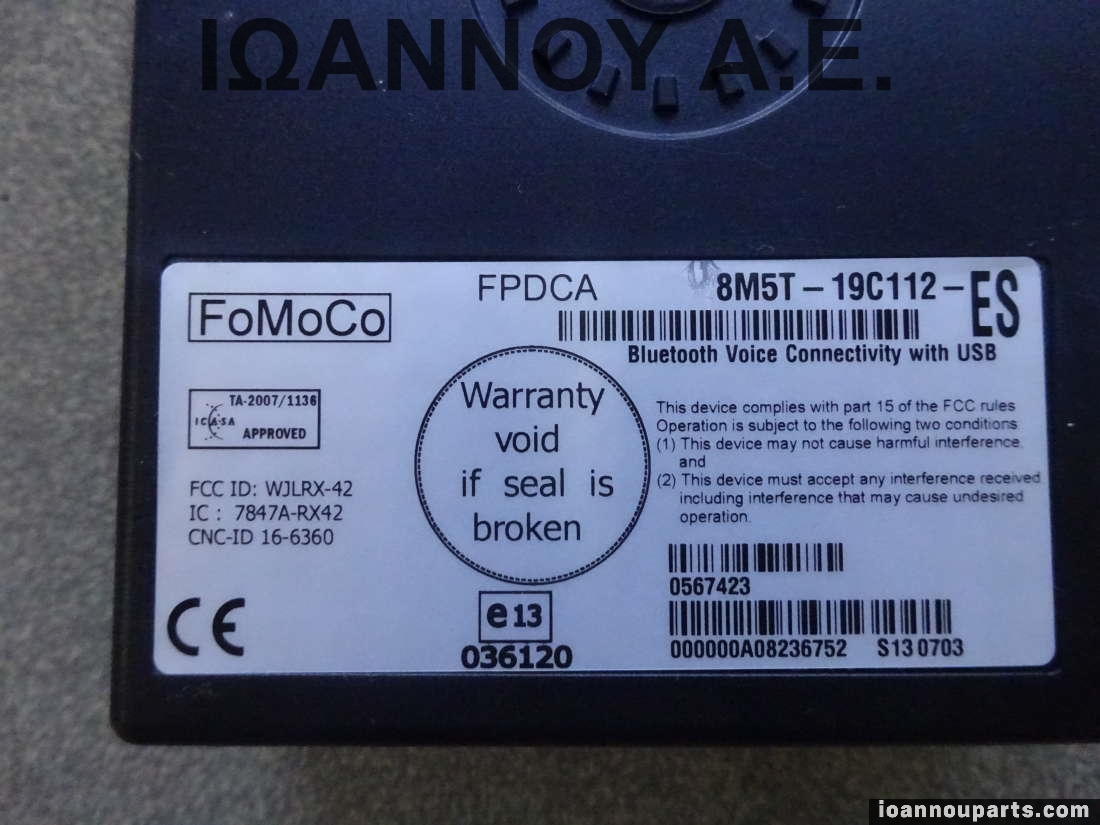 ΙΩΑΝΝΟΥ Α.Ε.
FoMoCo
FPDCA
8M5T-19C112-ES
Bluetooth Voice Connectivity with USB
TA-2007/1136
ICASA
APPROVED
Warranty
void
if seal is
broken
This device complies with part 15 of the FCC rules
Operation is subject to the following two conditions
(1) This device may not cause harmful interference
and
(2) This device must accept any interference received
including interference that may cause undesired
operation.
FCC ID: WJLRX-42
IC : 7847A-RX42
CNC-ID 16-6360
CE
e13
036120
0567423
000000A08236752 S13 0703
ioannouparts.com